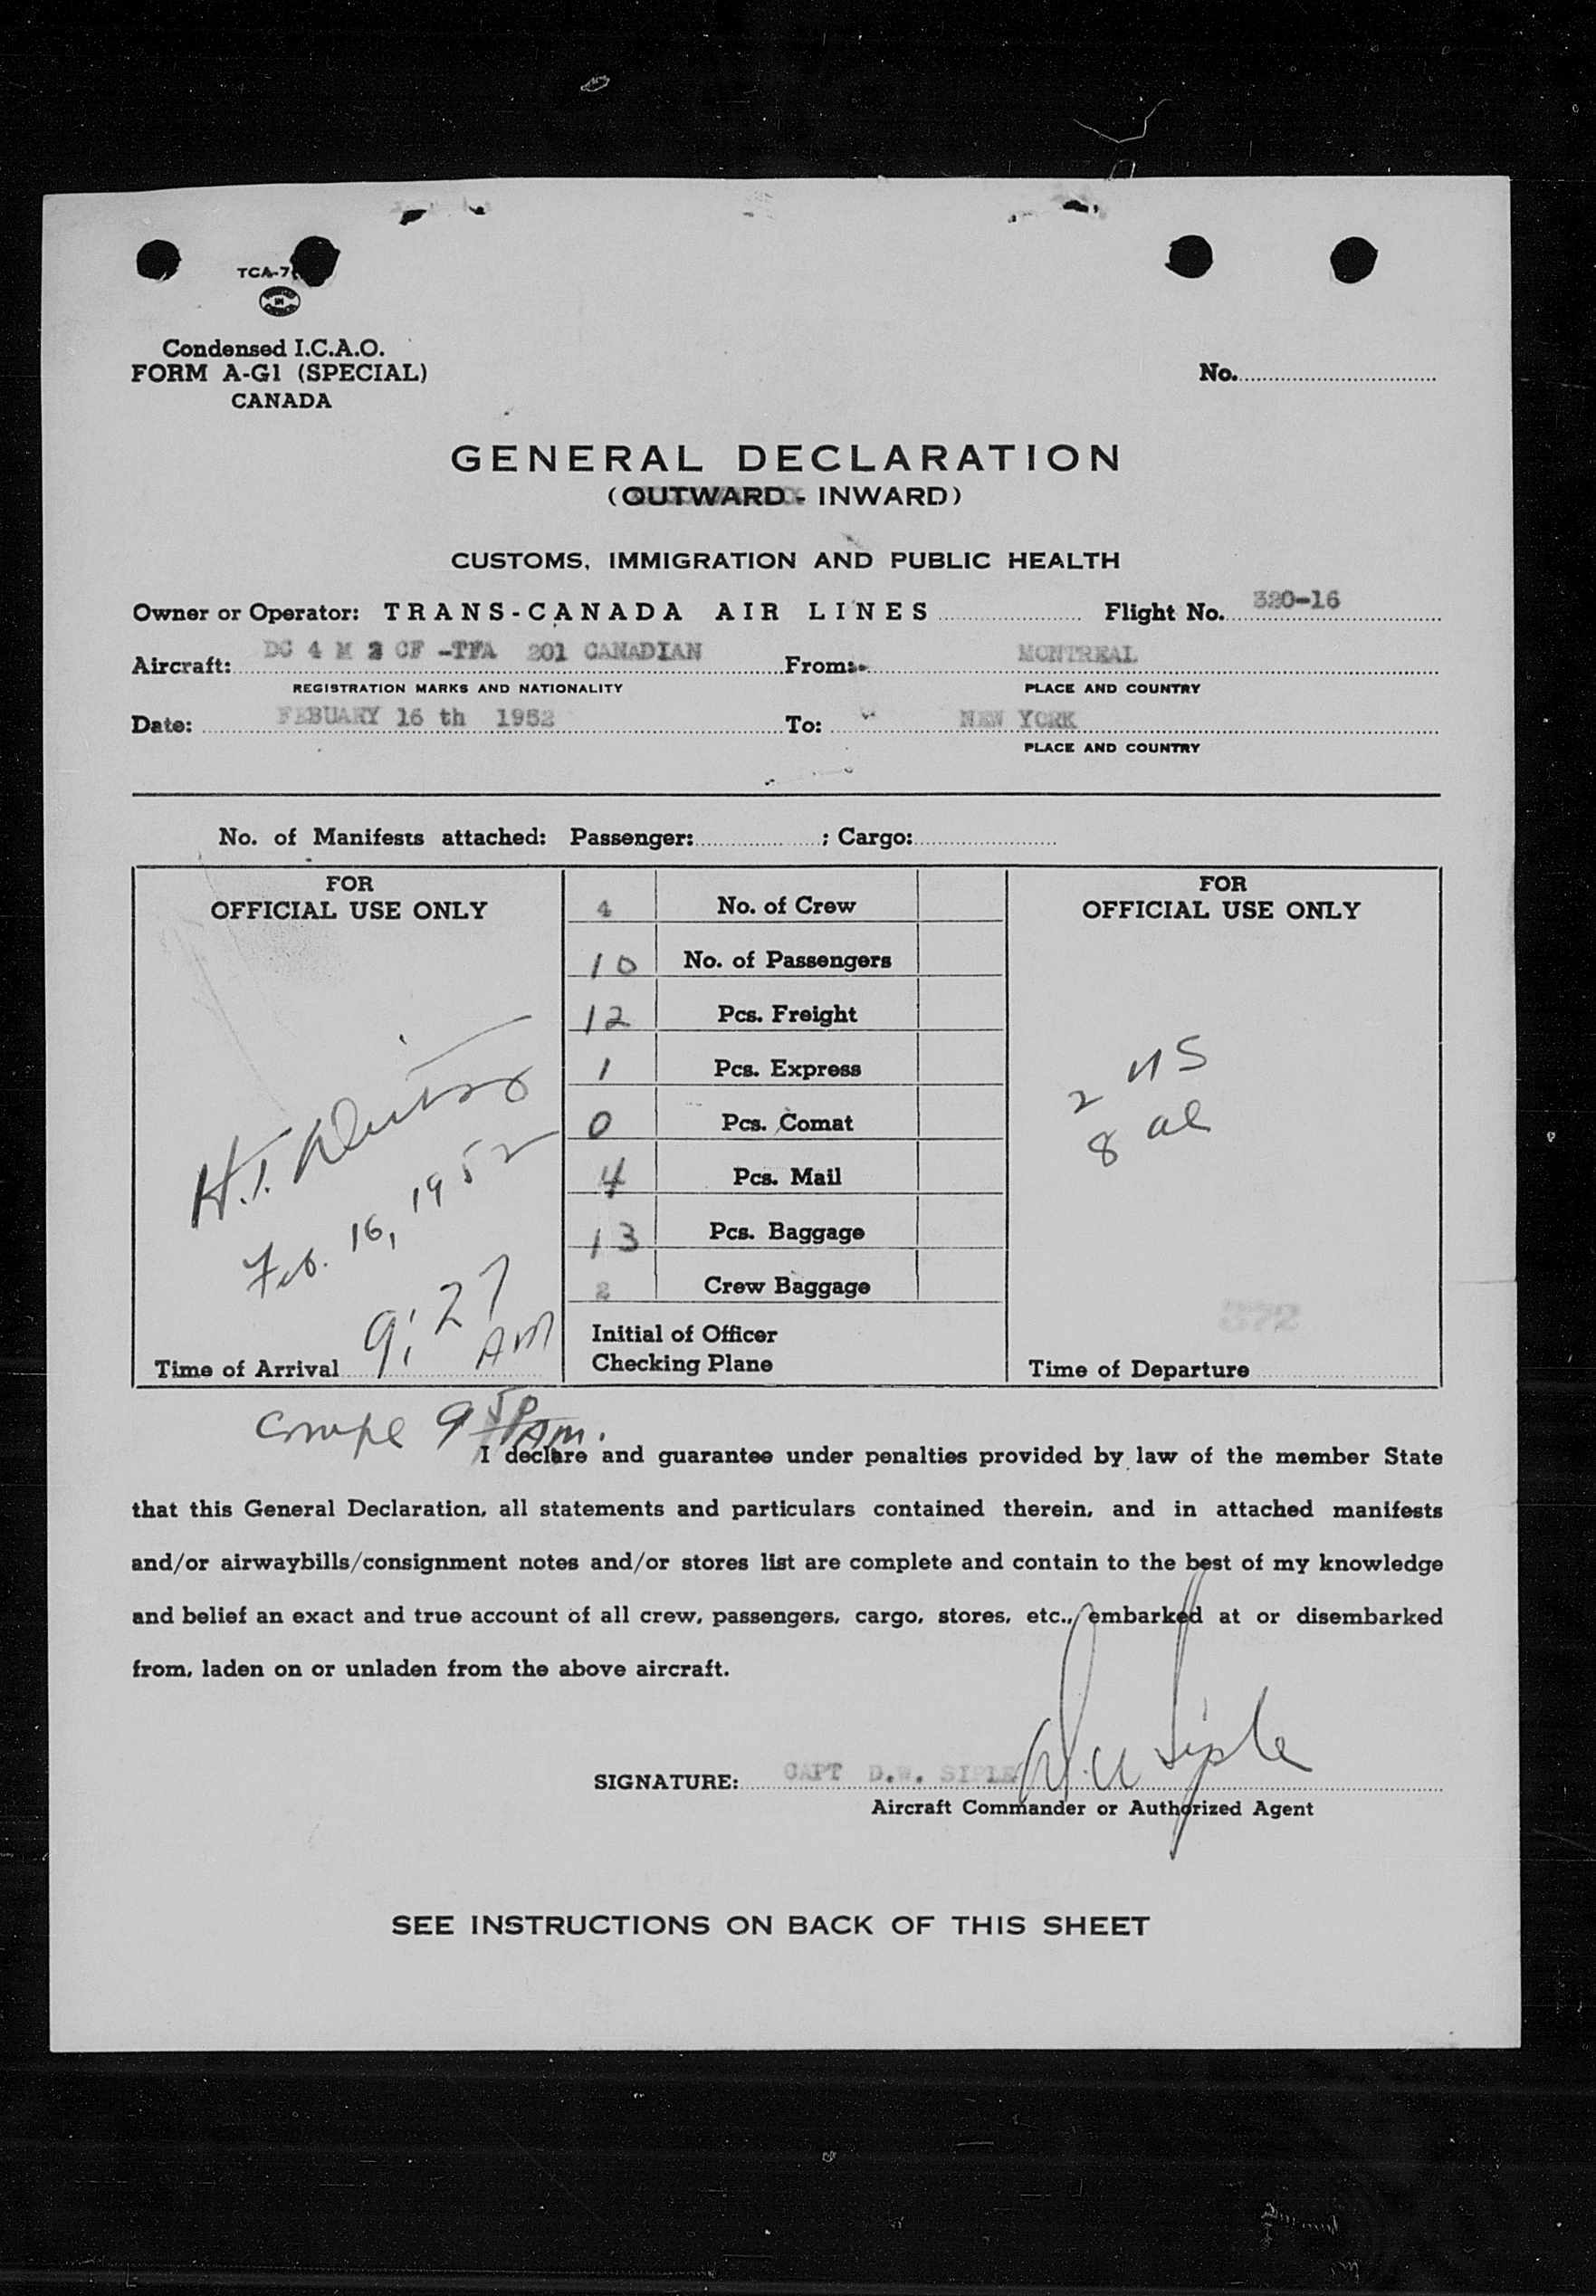 TCA-7
Condensed I.C.A.O.
FORM A-G1 (SPECIAL)
CANADA
No.
GENERAL DECLARATION
(OUTWARD - INWARD)
CUSTOMS, IMMIGRATION AND PUBLIC HEALTH
Owner or Operator: TRANS-CANADA AIR LINES Flight No. 320-16
Aircraft: DC 4 M 2 CF -TFA 201 CANADIAN From: MONTREAL
REGISTRATION MARKS AND NATIONALITY PLACE AND COUNTRY
Date: FEBUARY 16 th 1952 To: NEW YORK
PLACE AND COUNTRY
No. of Manifests attached: Passenger: ; Cargo:
FOR
OFFICIAL USE ONLY
H.T.
Feb. 16, 1952
9:27
AM
Time of Arrival
4 No. of Crew
10 No. of Passengers
12 Pcs. Freight
1 Pcs. Express
0 Pcs. Comat
4 Pcs. Mail
13 Pcs. Baggage
2 Crew Baggage
Initial of Officer
Checking Plane
FOR
OFFICIAL USE ONLY
2 US
8 al
372
Time of Departure
9 AM.
I declare and guarantee under penalties provided by law of the member State
that this General Declaration, all statements and particulars contained therein, and in attached manifests
and/or airwaybills/consignment notes and/or stores list are complete and contain to the best of my knowledge
and belief an exact and true account of all crew, passengers, cargo, stores, etc., embarked at or disembarked
from, laden on or unladen from the above aircraft.
SIGNATURE: CAPT D.W. SIPLE D.W Siple
Aircraft Commander or Authorized Agent
SEE INSTRUCTIONS ON BACK OF THIS SHEET